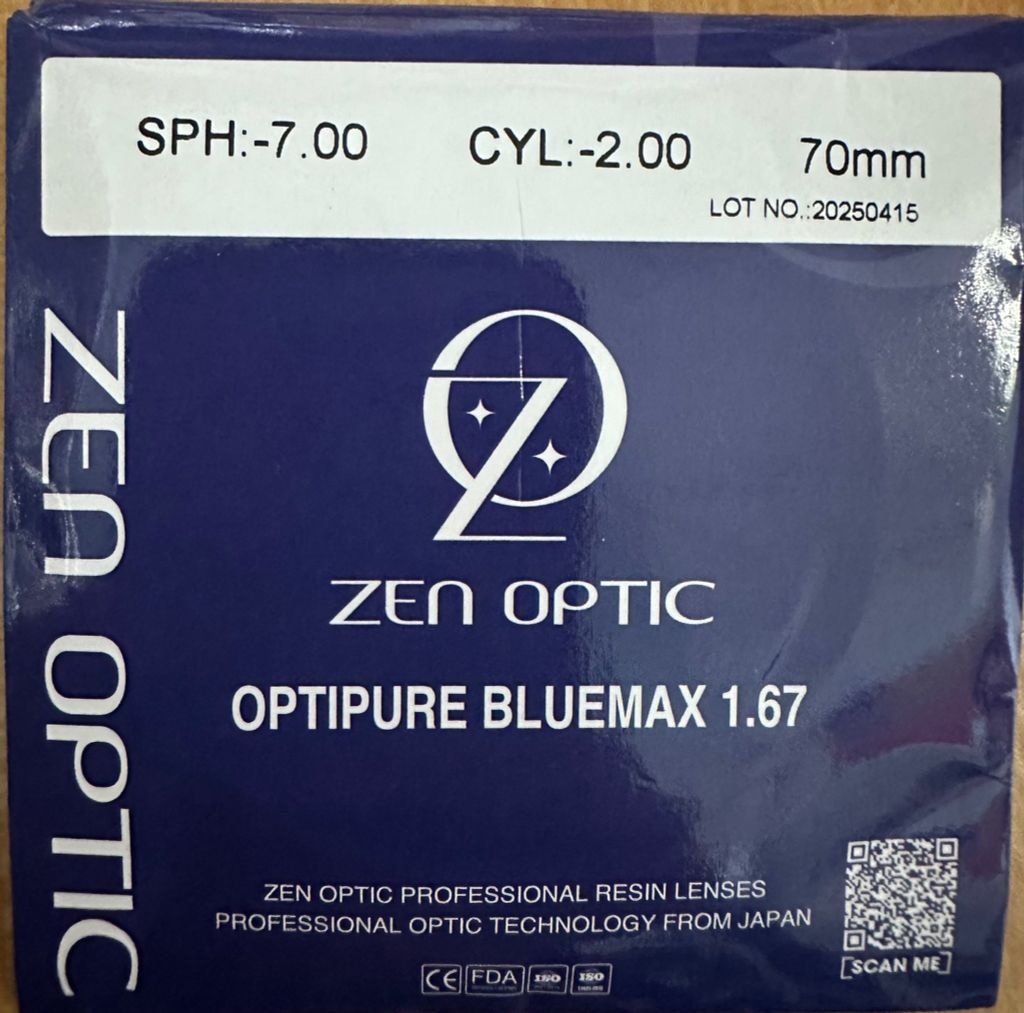 SPH:-7.00 CYL:-2.00 70mm
LOT NO.:20250415
ZEN OPTIC
ZEN OPTIC
OPTIPURE BLUEMAX 1.67
ZEN OPTIC PROFESSIONAL RESIN LENSES
PROFESSIONAL OPTIC TECHNOLOGY FROM JAPAN
CE FDA ISO ISO
SCAN ME